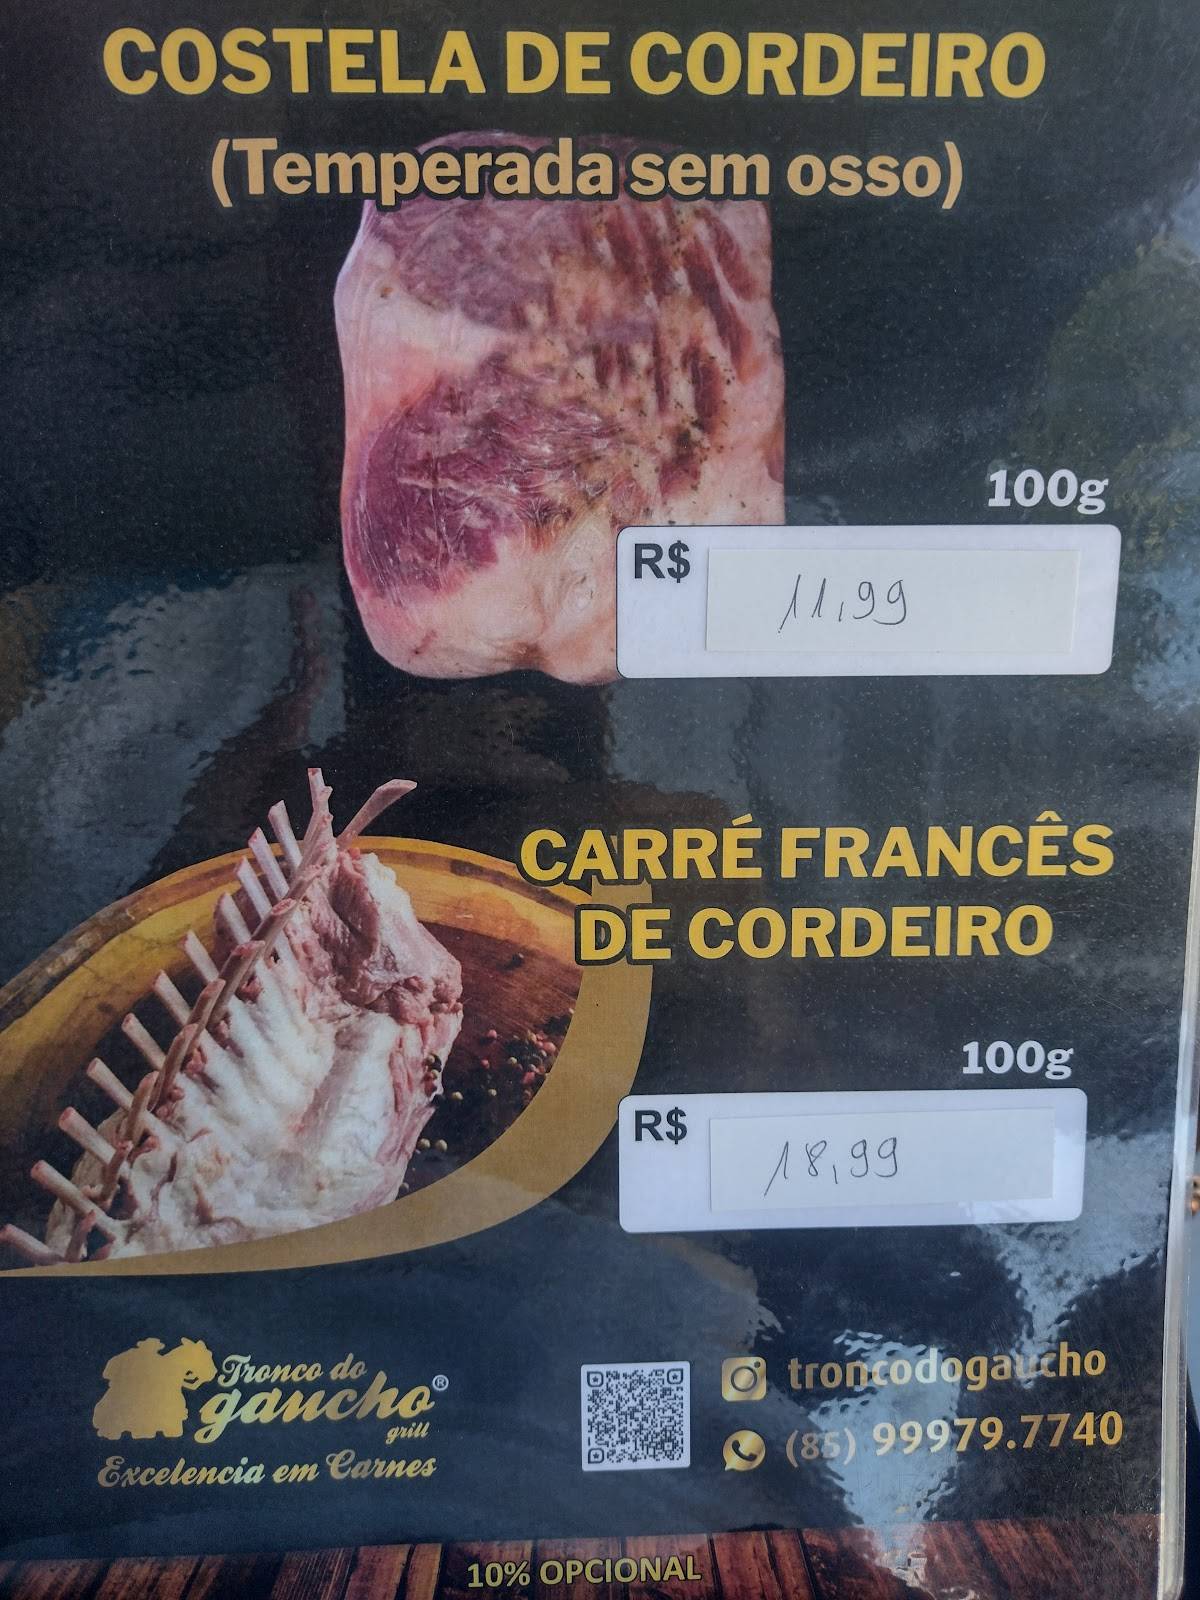 COSTELA DE CORDEIRO
(Temperada sem osso)
100g
R$ 11,99
CARRÉ FRANCÊS
DE CORDEIRO
100g
R$ 18,99
Tronco do
gaucho®
grill
Excelencia em Carnes
troncodogaucho
(85) 99979.7740
10% OPCIONAL